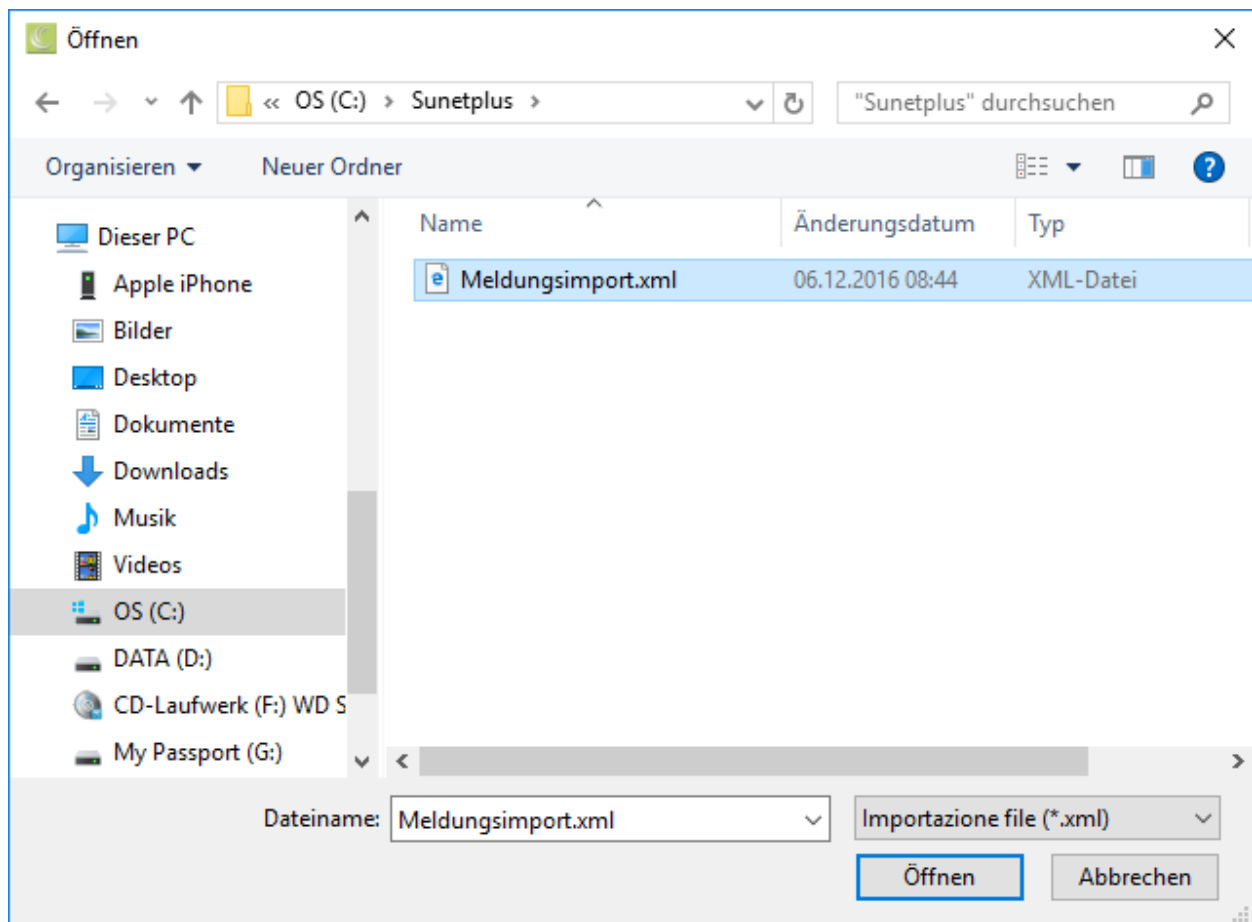 Öffnen
« OS (C:) › Sunetplus ›
"Sunetplus" durchsuchen
Organisieren
Neuer Ordner
?
Name
Änderungsdatum
Typ
Meldungsimport.xml
06.12.2016 08:44
XML-Datei
Dieser PC
Apple iPhone
Bilder
Desktop
Dokumente
Downloads
Musik
Videos
OS (C:)
DATA (D:)
CD-Laufwerk (F:) WD S
My Passport (G:)
Dateiname:
Meldungsimport.xml
Importazione file (*.xml)
Öffnen
Abbrechen